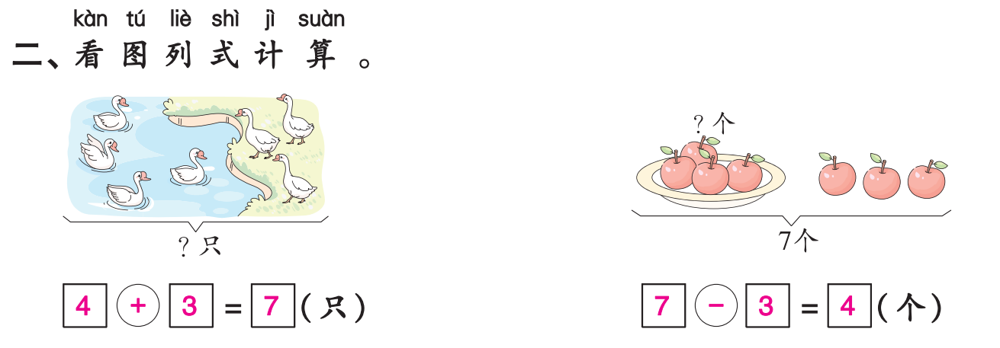 kàn tú liè shì jì suàn
二、看图列式计算。
?个
?只
7个
4 + 3 = 7 (只)
7 - 3 = 4 (个)